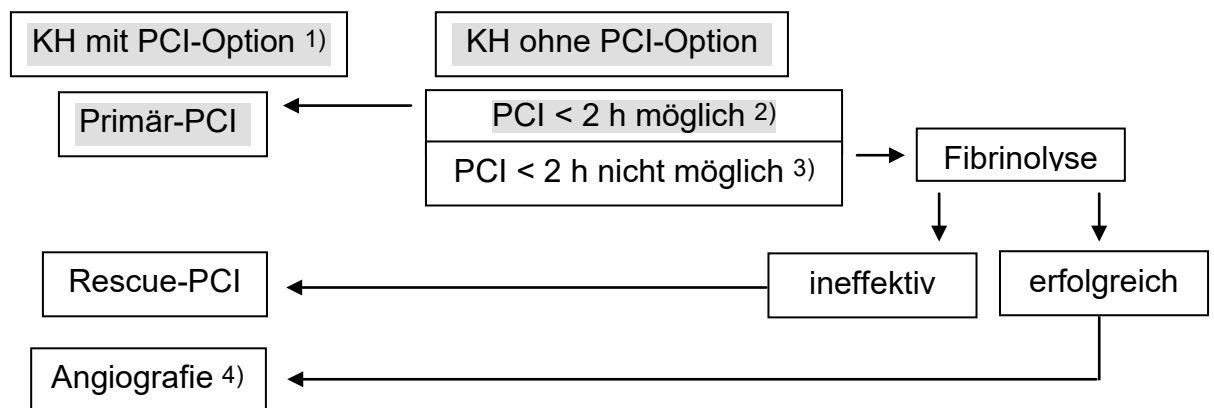 KH mit PCI-Option 1)
KH ohne PCI-Option
Primär-PCI
PCI < 2 h möglich 2)
PCI < 2 h nicht möglich 3)
Fibrinolyse
Rescue-PCI
ineffektiv
erfolgreich
Angiografie 4)